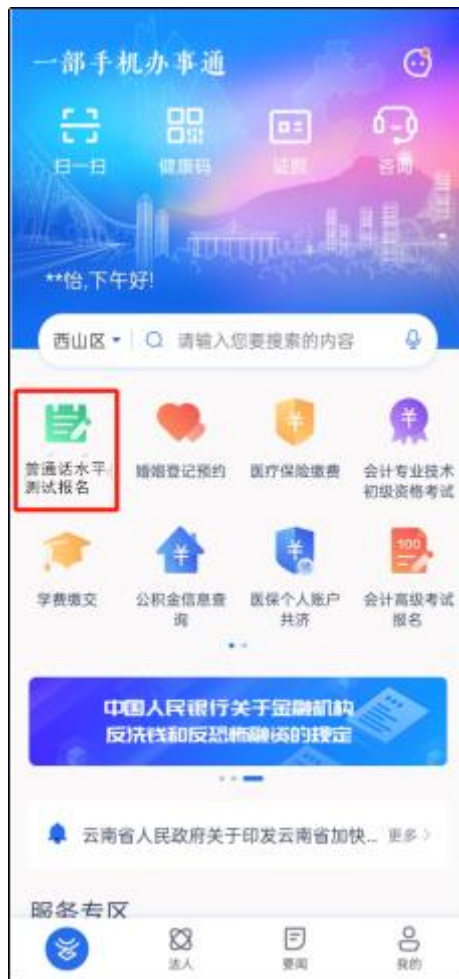 一部手机办事通
扫一扫
健康码
证照
咨询
**怡,下午好!
西山区
请输入您要搜索的内容
普通话水平
测试报名
婚姻登记预约
医疗保险缴费
会计专业技术
初级资格考试
学费缴交
公积金信息查
询
医保个人账户
共济
100
会计高级考试
报名
中国人民银行关于金融机构
反洗钱和反恐怖融资的规定
云南省人民政府关于印发云南省加快... 更多
服务专区
法人
要闻
我的